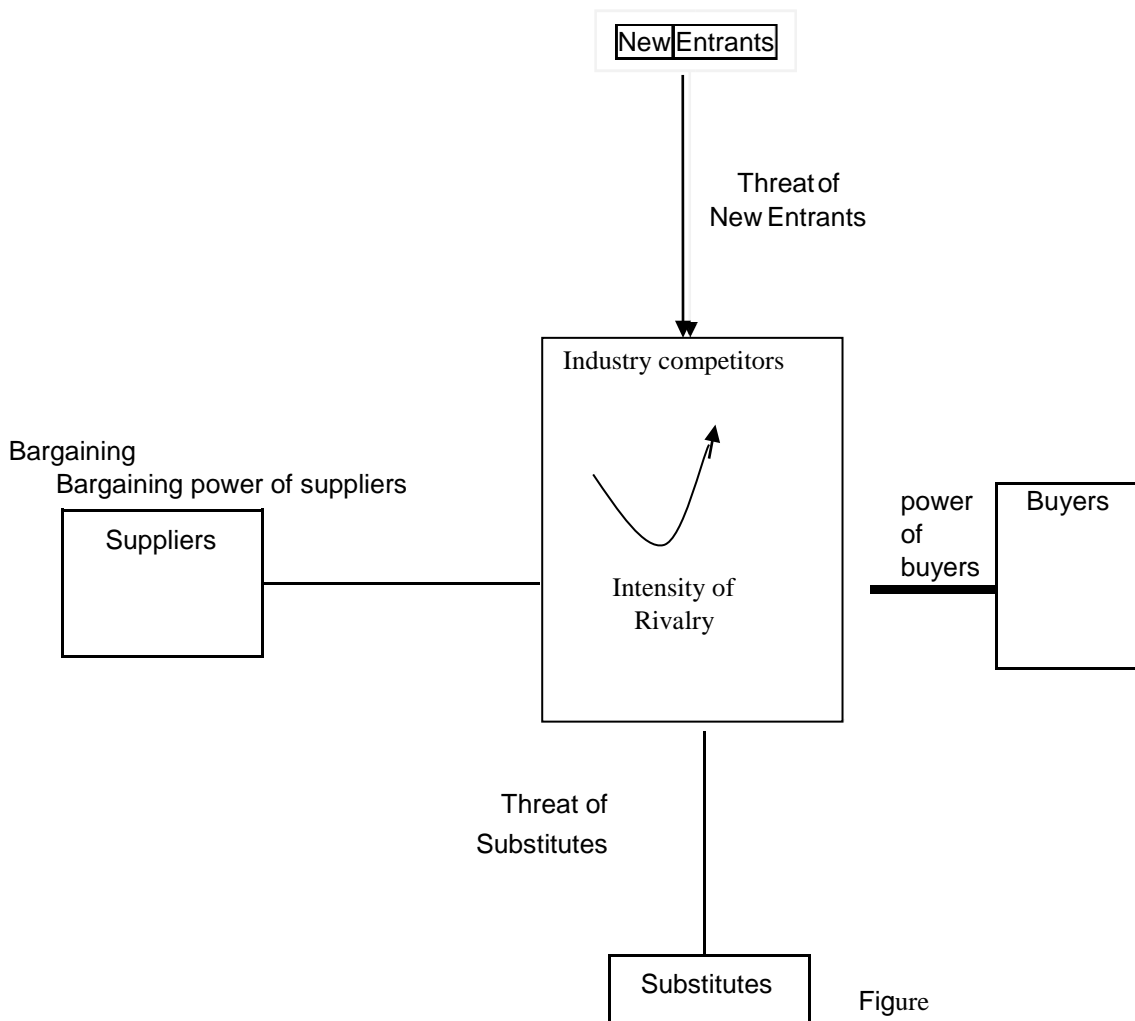 New Entrants
Threat of
New Entrants
Industry competitors
Bargaining
Bargaining power of suppliers
Suppliers
Intensity of
Rivalry
power
of
buyers
Buyers
Threat of
Substitutes
Substitutes
Figure